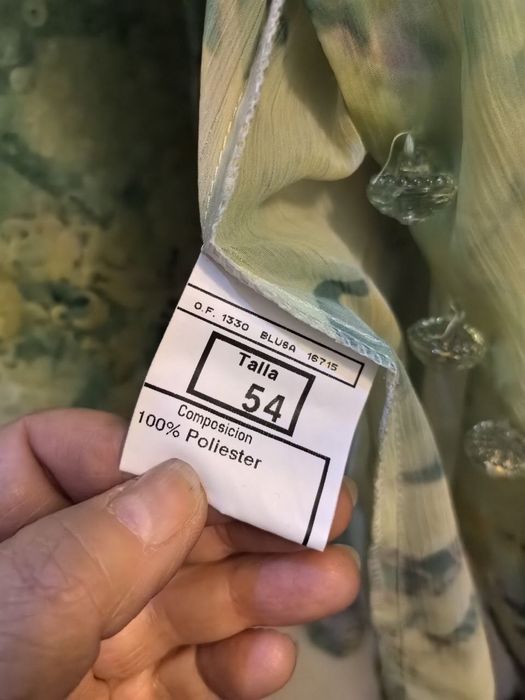 O.F. 1330 BLUSA 16715
Talla
54
Composicion
100% Poliester